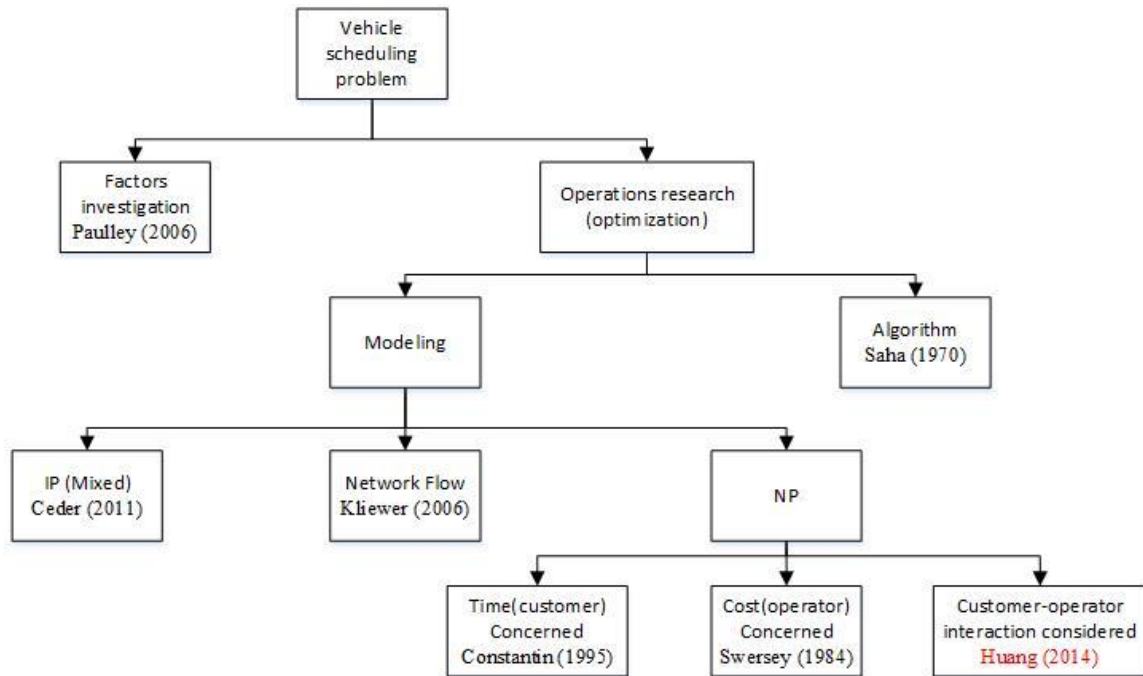 Vehicle
scheduling
problem
Factors
investigation
Paulley (2006)
Operations research
(optimization)
Modeling
Algorithm
Saha (1970)
IP (Mixed)
Ceder (2011)
Network Flow
Kliewer (2006)
NP
Time(customer)
Concerned
Constantin (1995)
Cost(operator)
Concerned
Swersey (1984)
Customer-operator
interaction considered
Huang (2014)